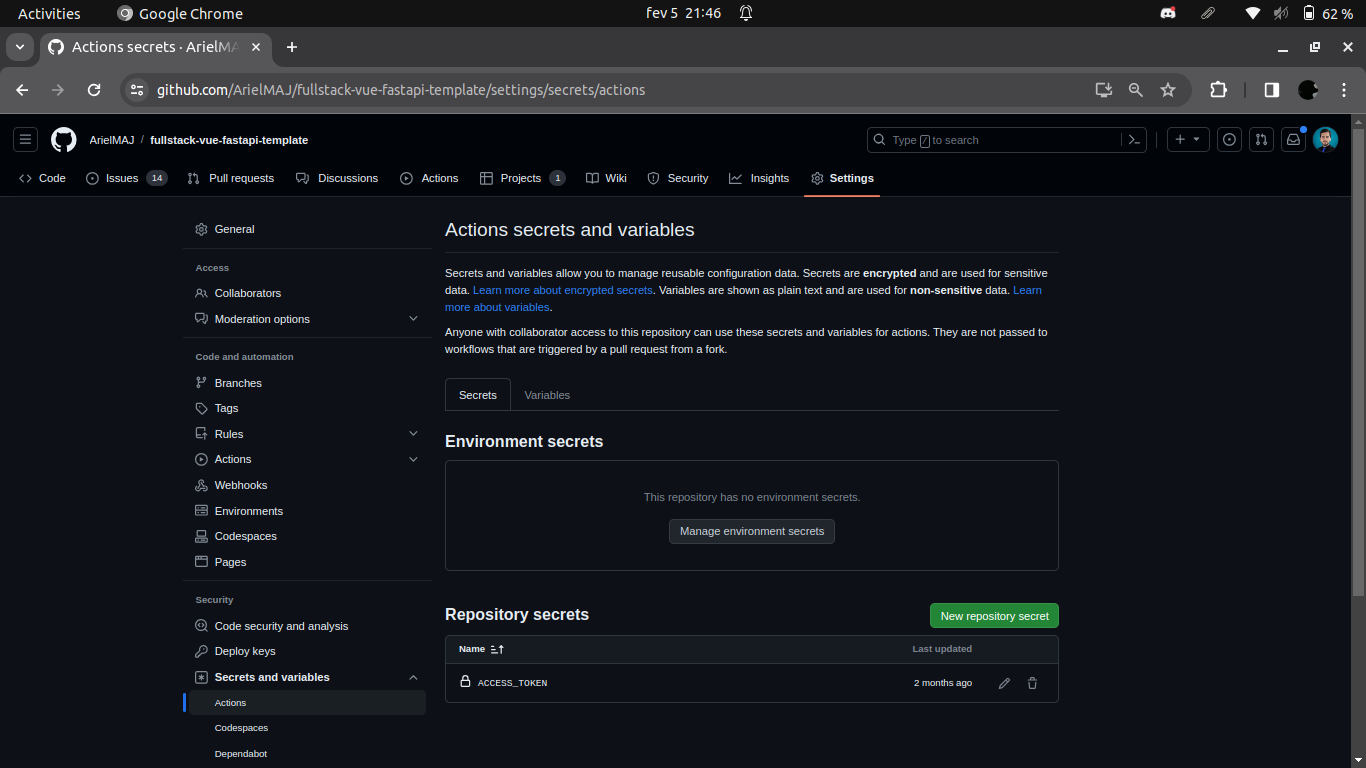 Activities Google Chrome fev 5 21:46 62 %
Actions secrets · ArielMA
github.com/ArielMAJ/fullstack-vue-fastapi-template/settings/secrets/actions
ArielMAJ / fullstack-vue-fastapi-template Type / to search
Code Issues 14 Pull requests Discussions Actions Projects 1 Wiki Security Insights Settings
General
Access
Collaborators
Moderation options
Code and automation
Branches
Tags
Rules
Actions
Webhooks
Environments
Codespaces
Pages
Security
Code security and analysis
Deploy keys
Secrets and variables
Actions
Codespaces
Dependabot
Actions secrets and variables
Secrets and variables allow you to manage reusable configuration data. Secrets are encrypted and are used for sensitive
data. Learn more about encrypted secrets. Variables are shown as plain text and are used for non-sensitive data. Learn
more about variables.
Anyone with collaborator access to this repository can use these secrets and variables for actions. They are not passed to
workflows that are triggered by a pull request from a fork.
Secrets Variables
Environment secrets
This repository has no environment secrets.
Manage environment secrets
Repository secrets New repository secret
Name Last updated
ACCESS_TOKEN 2 months ago